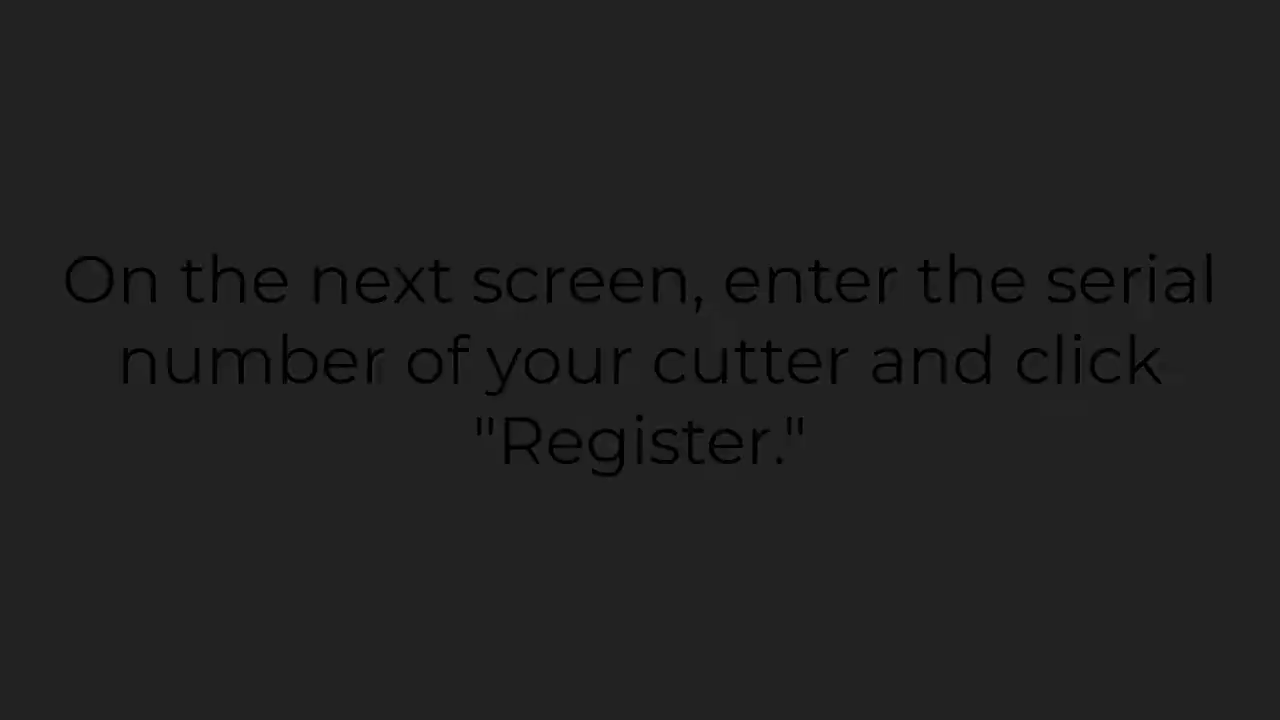 On the next screen, enter the serial
number of your cutter and click
"Register."